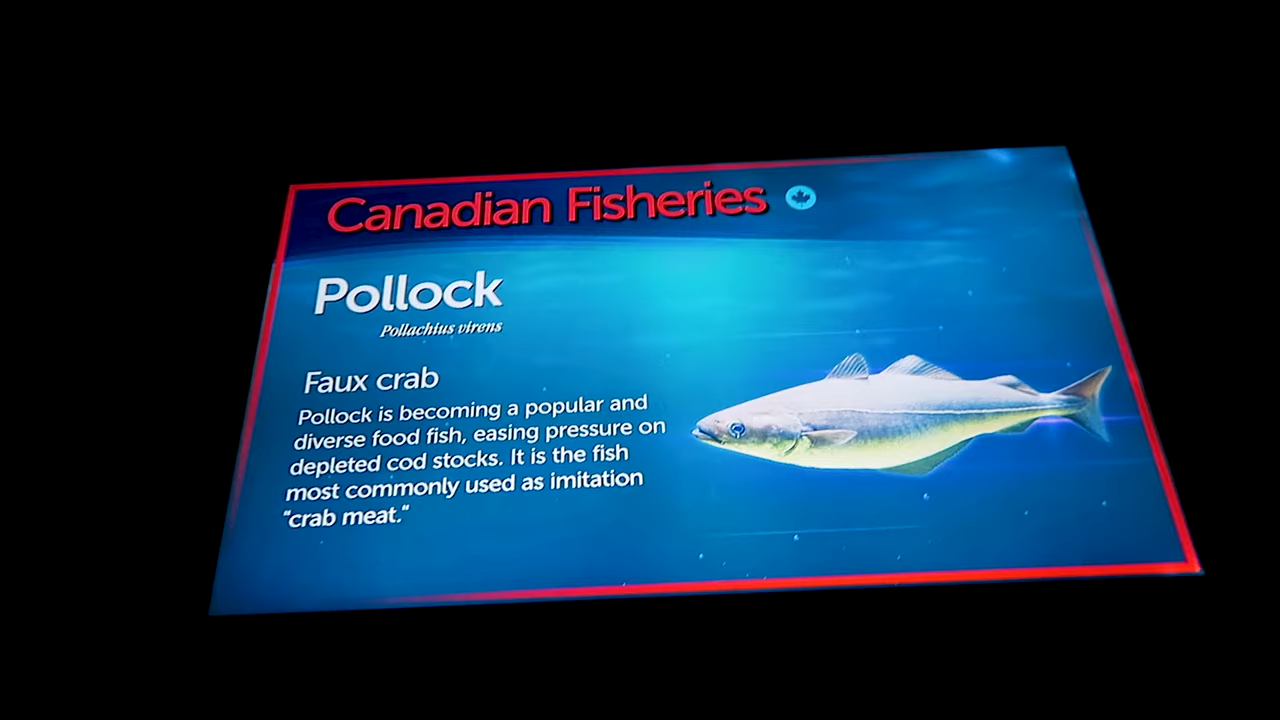 Canadian Fisheries
Pollock
Pollachius virens
Faux crab
Pollock is becoming a popular and
diverse food fish, easing pressure on
depleted cod stocks. It is the fish
most commonly used as imitation
"crab meat."